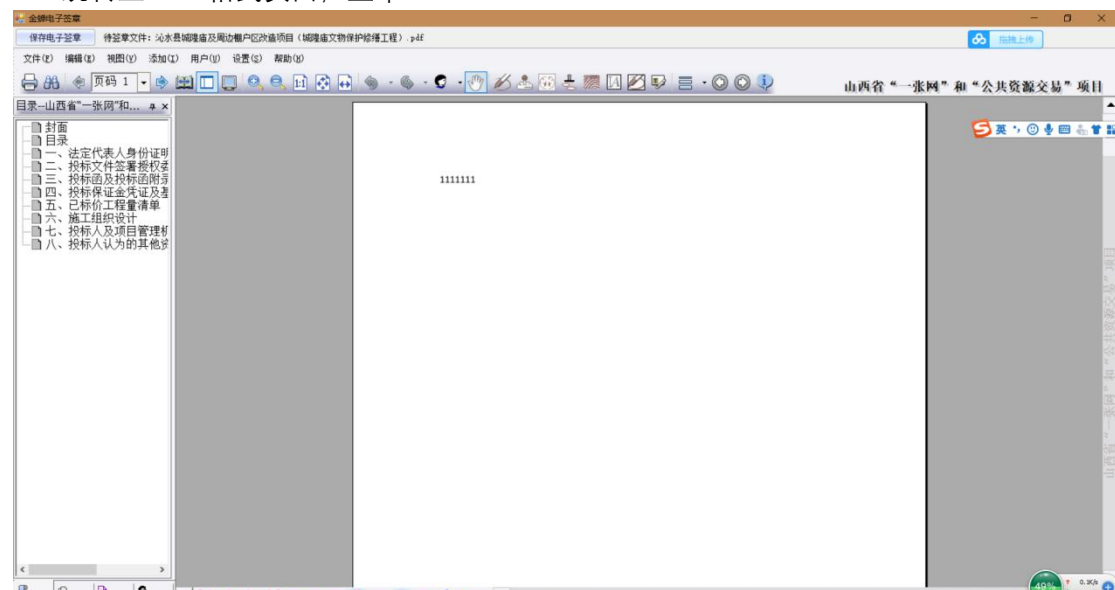 金镝电子签章
保存电子签章 待签章文件：沁水县城隍庙及周边棚户区改造项目（城隍庙文物保护修缮工程）.pdf
拖拽上传
文件(F) 编辑(E) 视图(V) 添加(I) 用户(U) 设置(S) 帮助(H)
页码 1
1:1
山西省“一张网”和“公共资源交易”项目
目录--山西省"一张网"和...
英
封面
目录
一、法定代表人身份证明
二、投标文件签署授权委
三、投标函及投标函附录
四、投标保证金凭证及基
五、已标价工程量清单
六、施工组织设计
七、投标人及项目管理机
八、投标人认为的其他资
1111111
49%